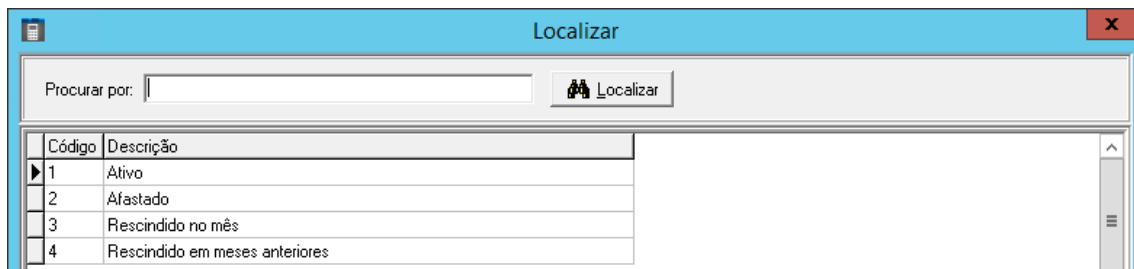 Localizar
x
Procurar por: Localizar
Código Descrição
1 Ativo
2 Afastado
3 Rescindido no mês
4 Rescindido em meses anteriores